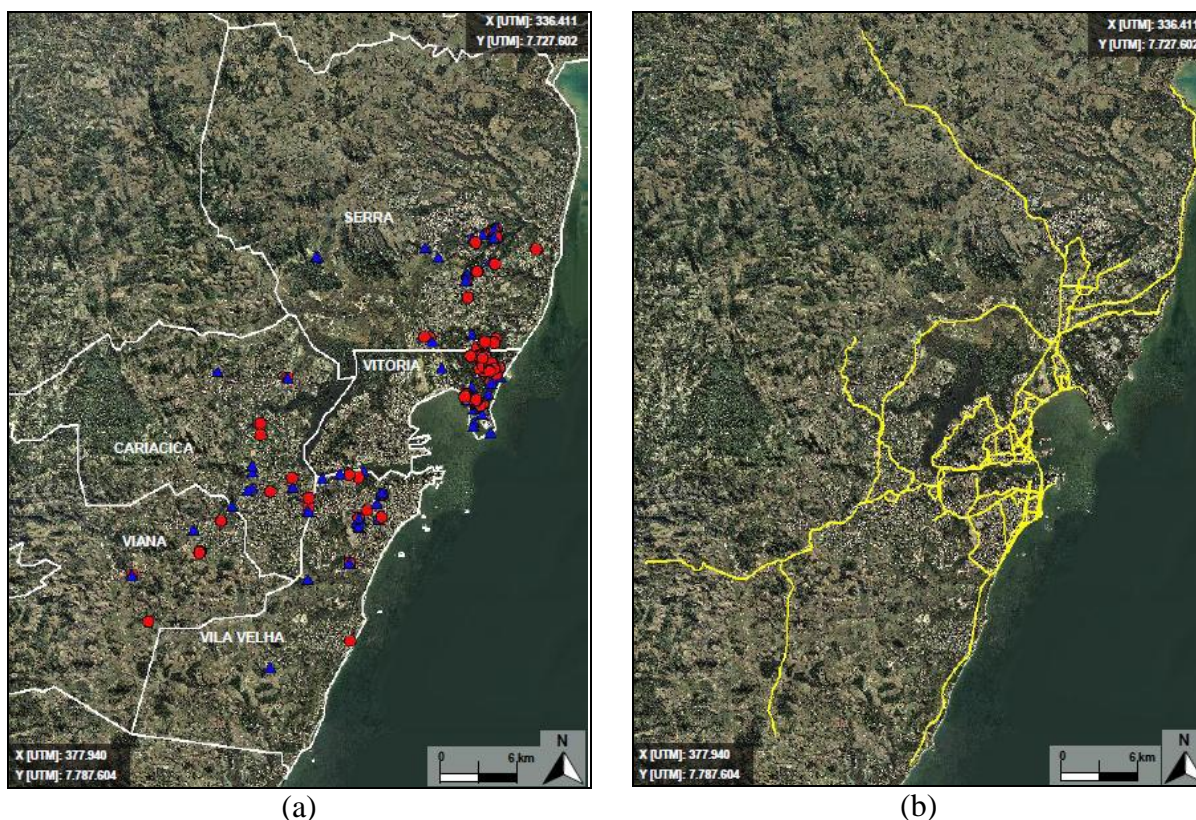 X [UTM]: 336.411
Y [UTM]: 7.727.602
SERRA
VITORIA
CARIACICA
VIANA
VILA VELHA
X [UTM]: 377.940
Y [UTM]: 7.787.604
0 6 km
N
(a)
X [UTM]: 336.411
Y [UTM]: 7.727.602
X [UTM]: 377.940
Y [UTM]: 7.787.604
0 6 km
N
(b)